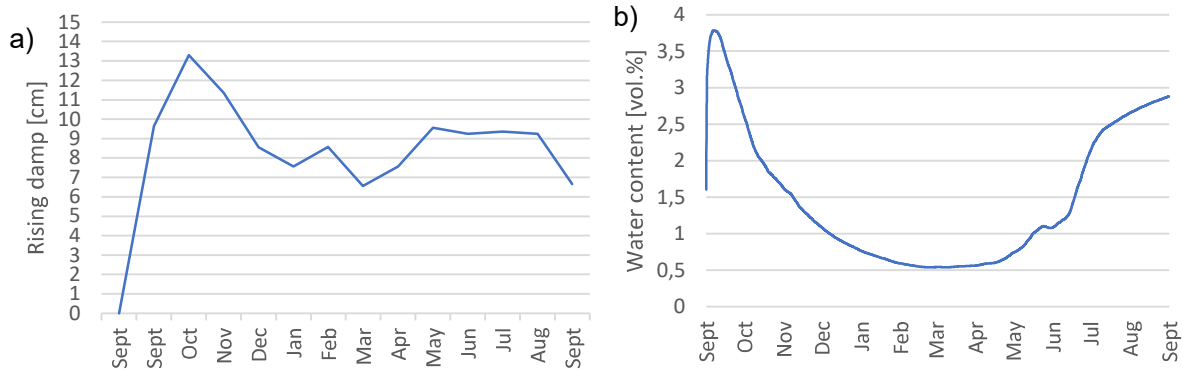 a)
Rising damp [cm]
15
14
13
12
11
10
9
8
7
6
5
4
3
2
1
0
Sept
Sept
Oct
Nov
Dec
Jan
Feb
Mar
Apr
May
Jun
Jul
Aug
Sept
b)
Water content [vol.%]
4
3,5
3
2,5
2
1,5
1
0,5
0
Sept
Oct
Nov
Dec
Jan
Feb
Mar
Apr
May
Jun
Jul
Aug
Sept